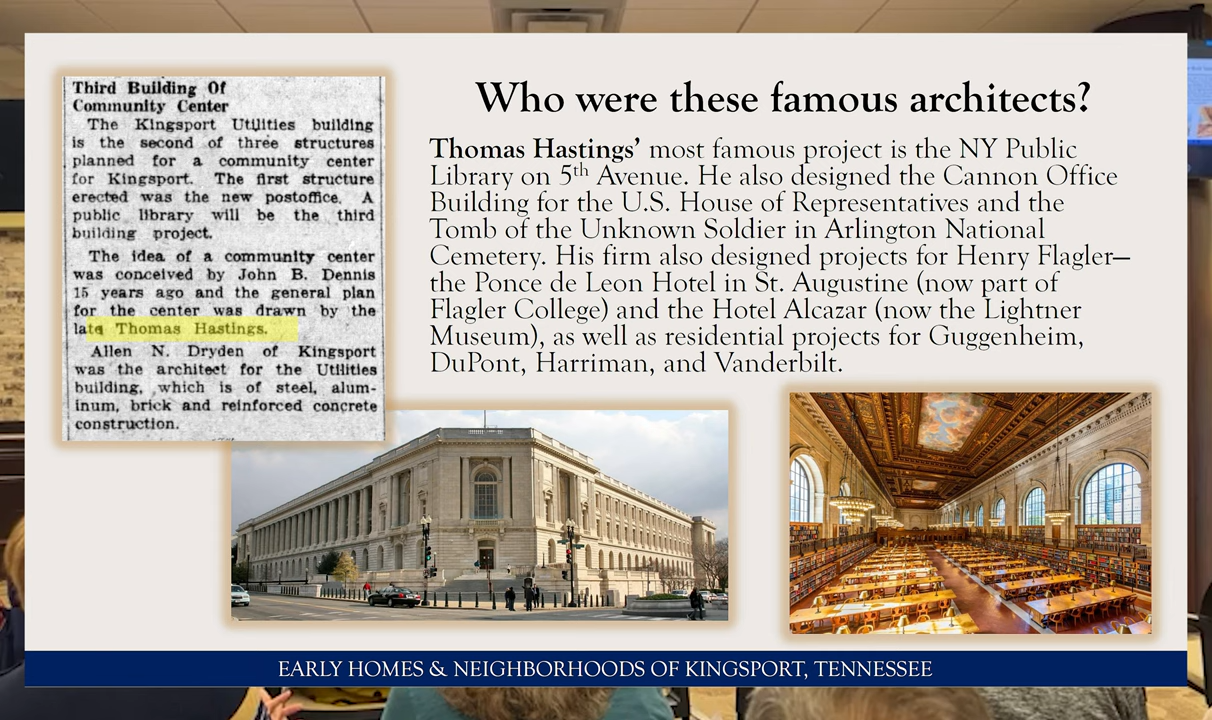 Third Building Of
Community Center
The Kingsport Utilities building
is the second of three structures
planned for a community center
for Kingsport. The first structure
erected was the new postoffice. A
public library will be the third
building project.
The idea of a community center
was conceived by John B. Dennis
15 years ago and the general plan
for the center was drawn by the
late Thomas Hastings.
Allen N. Dryden of Kingsport
was the architect for the Utilities
building, which is of steel, alum-
inum, brick and reinforced concrete
construction.
Who were these famous architects?
Thomas Hastings’ most famous project is the NY Public
Library on 5th Avenue. He also designed the Cannon Office
Building for the U.S. House of Representatives and the
Tomb of the Unknown Soldier in Arlington National
Cemetery. His firm also designed projects for Henry Flagler—
the Ponce de Leon Hotel in St. Augustine (now part of
Flagler College) and the Hotel Alcazar (now the Lightner
Museum), as well as residential projects for Guggenheim,
DuPont, Harriman, and Vanderbilt.
EARLY HOMES & NEIGHBORHOODS OF KINGSPORT, TENNESSEE